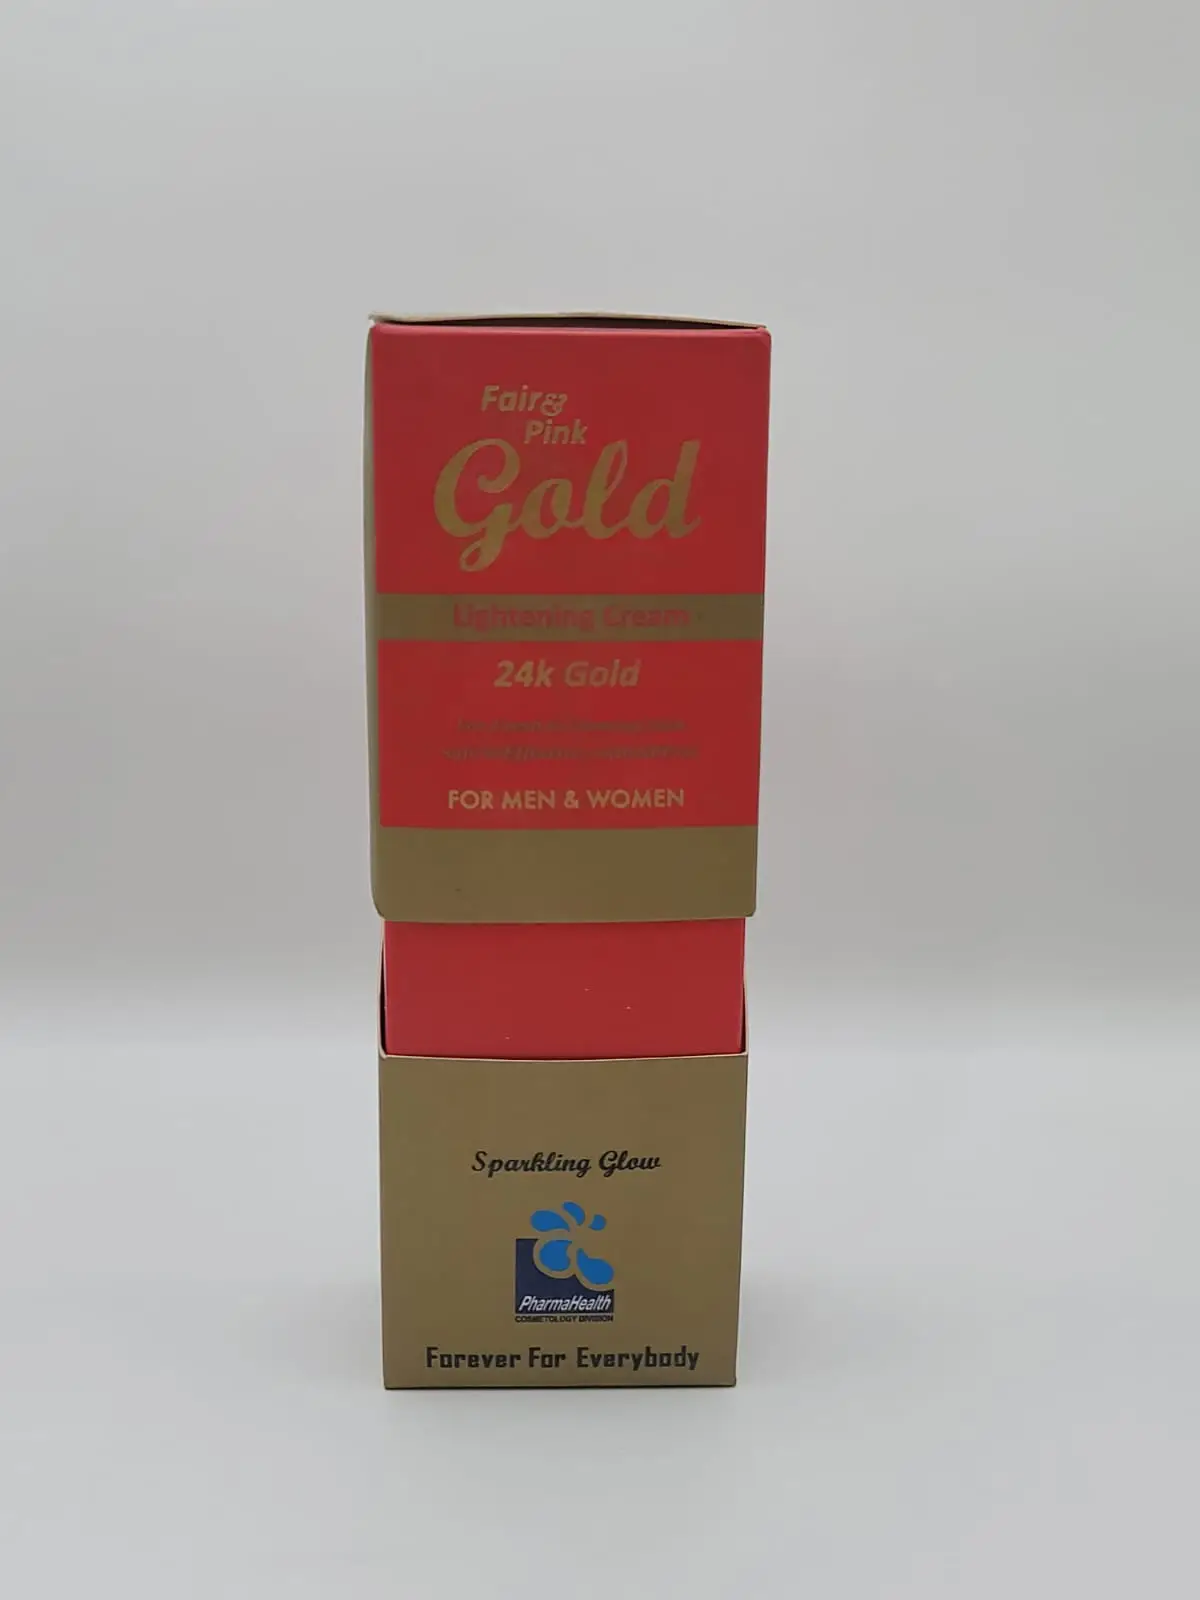 Fair &
Pink
Gold
Lightening Cream
24k Gold
FOR MEN & WOMEN
Sparkling Glow
PharmaHealth
COSMETOLOGY DIVISION
Forever For Everybody